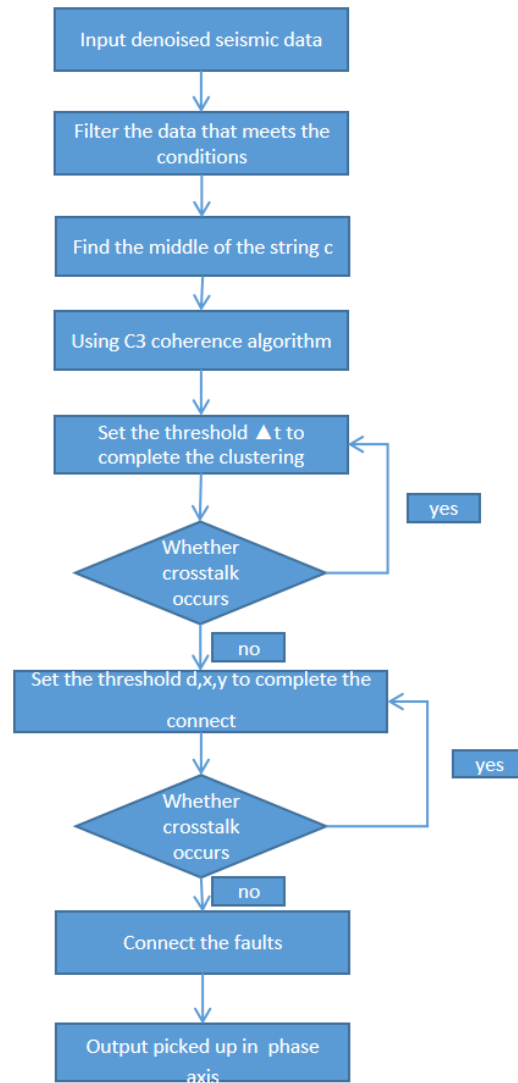 Input denoised seismic data
Filter the data that meets the
conditions
Find the middle of the string c
Using C3 coherence algorithm
Set the threshold ▲t to
complete the clustering
yes
Whether
crosstalk
occurs
no
Set the threshold d,x,y to complete the
connect
yes
Whether
crosstalk
occurs
no
Connect the faults
Output picked up in phase
axis